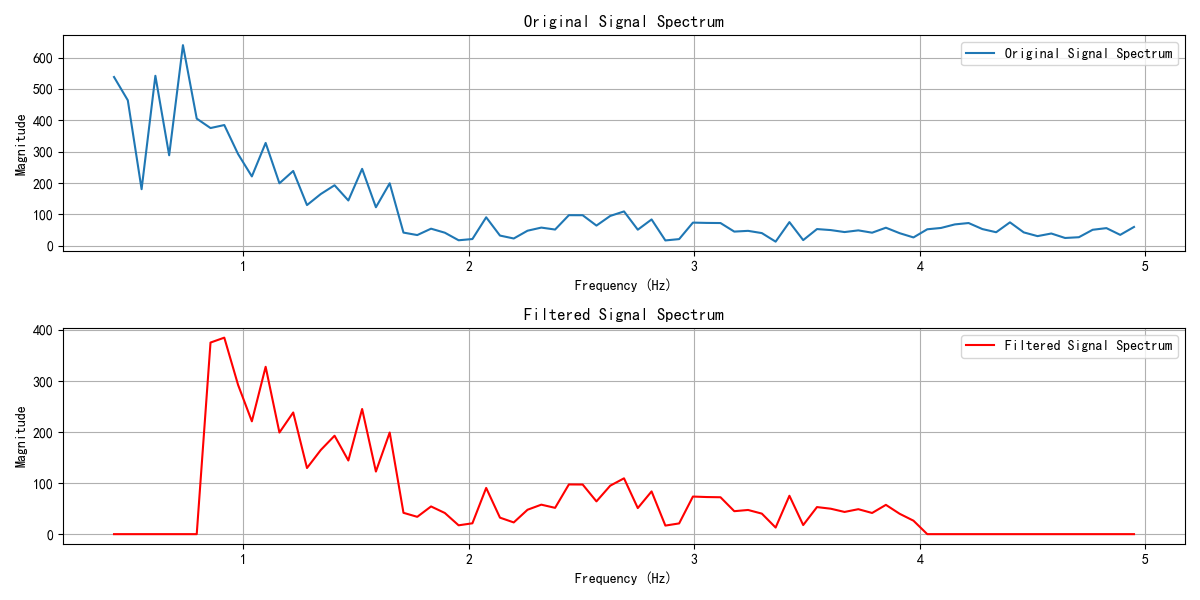 Original Signal Spectrum
Original Signal Spectrum
Magnitude
600
500
400
300
200
100
0
1 2 3 4 5
Frequency (Hz)
Filtered Signal Spectrum
Filtered Signal Spectrum
Magnitude
400
300
200
100
0
1 2 3 4 5
Frequency (Hz)